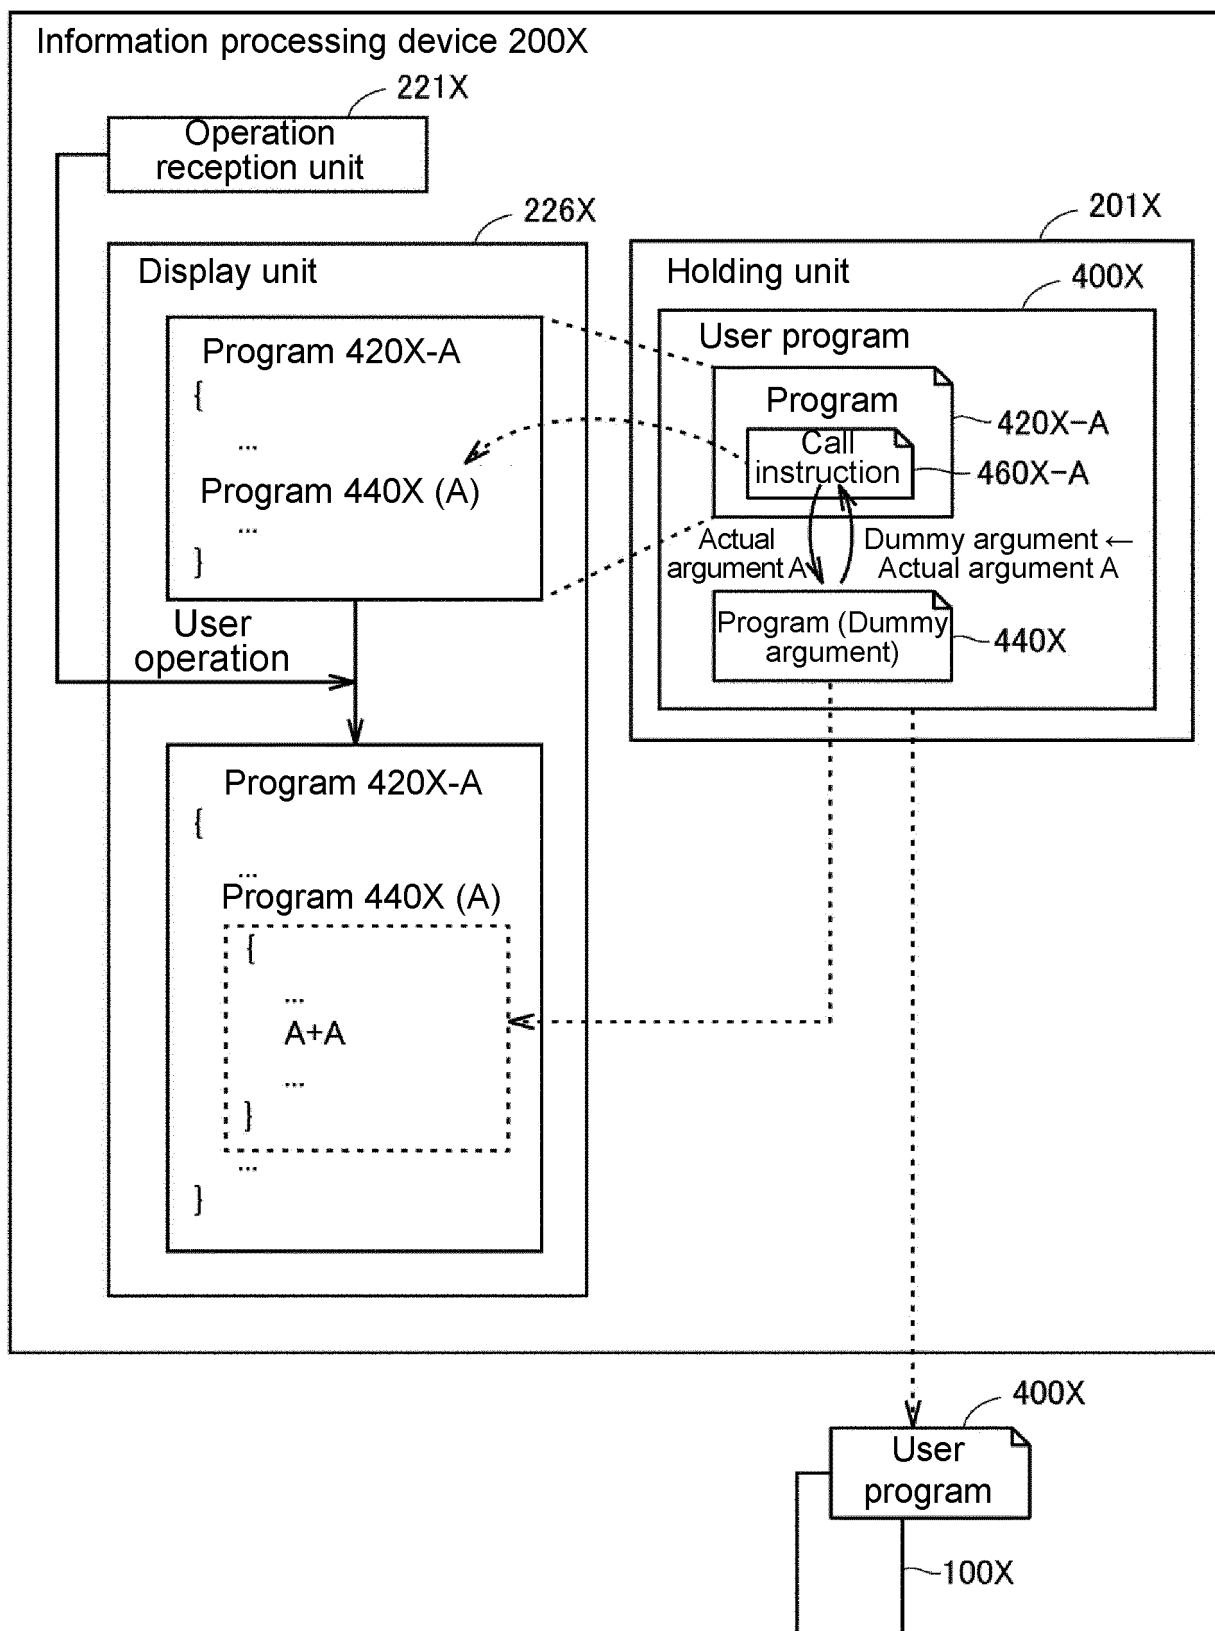 Information processing device 200X
221X
Operation
reception unit
226X
Display unit
Program 420X-A
{
...
Program 440X (A)
...
}
User
operation
Program 420X-A
{
...
Program 440X (A)
{
...
A+A
...
}
...
}
201X
Holding unit
400X
User program
Program
420X-A
Call
instruction
460X-A
Actual
argument A
Dummy argument ←
Actual argument A
Program (Dummy
argument)
440X
400X
User
program
100X